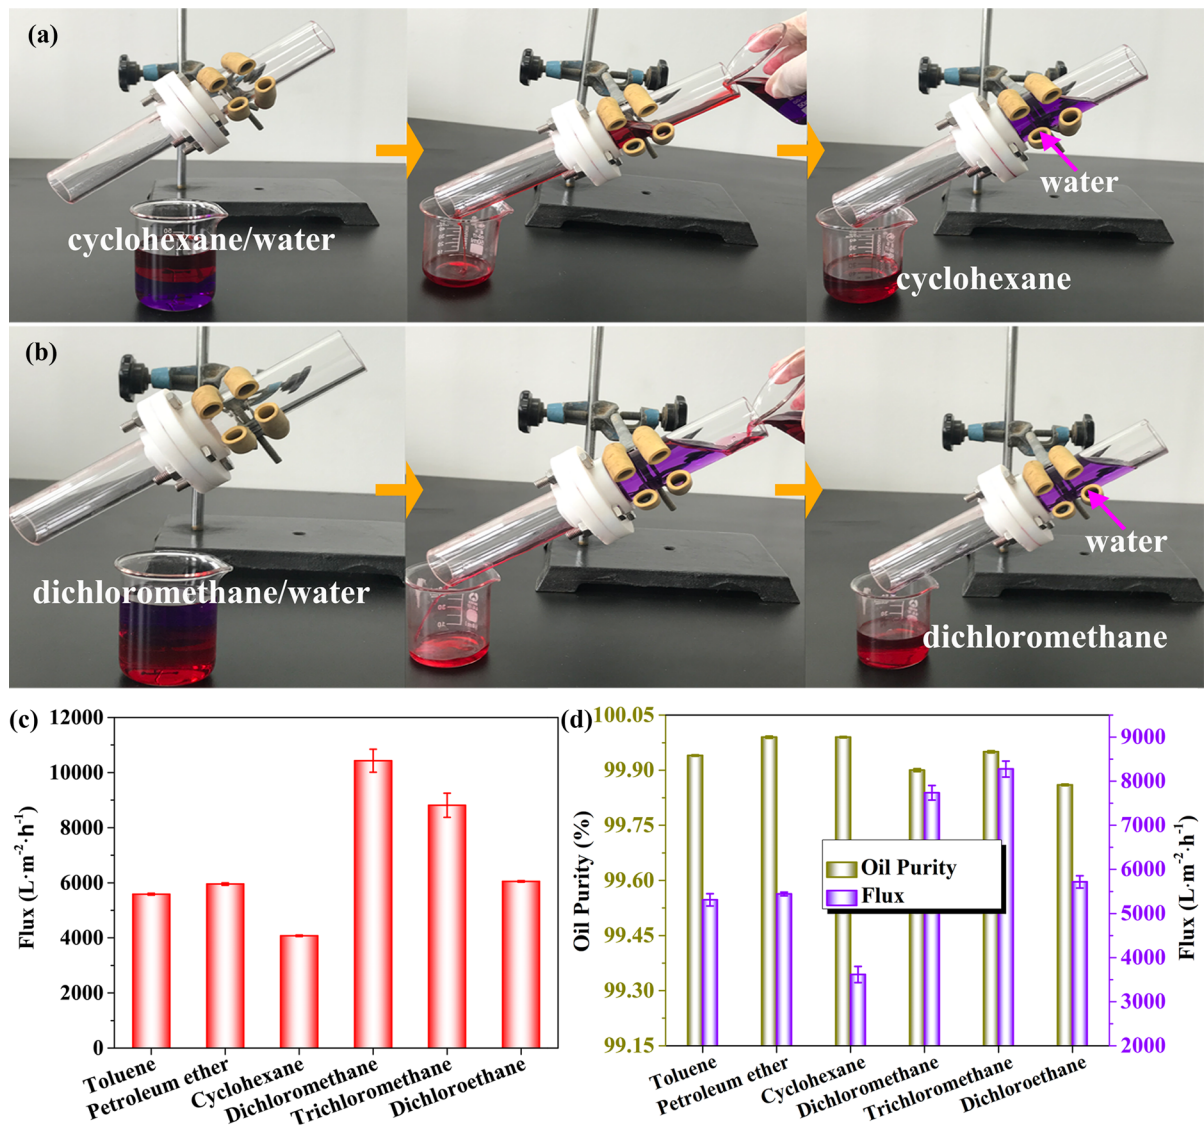 (a)
cyclohexane/water
water
cyclohexane
(b)
dichloromethane/water
water
dichloromethane
(c)
Flux (L·m⁻²·h⁻¹)
12000
10000
8000
6000
4000
2000
0
Toluene
Petroleum ether
Cyclohexane
Dichloromethane
Trichloromethane
Dichloroethane
(d)
Oil Purity (%)
100.05
99.90
99.75
99.60
99.45
99.30
99.15
Oil Purity
Flux
9000
8000
7000
6000
5000
4000
3000
2000
Flux (L·m⁻²·h⁻¹)
Toluene
Petroleum ether
Cyclohexane
Dichloromethane
Trichloromethane
Dichloroethane